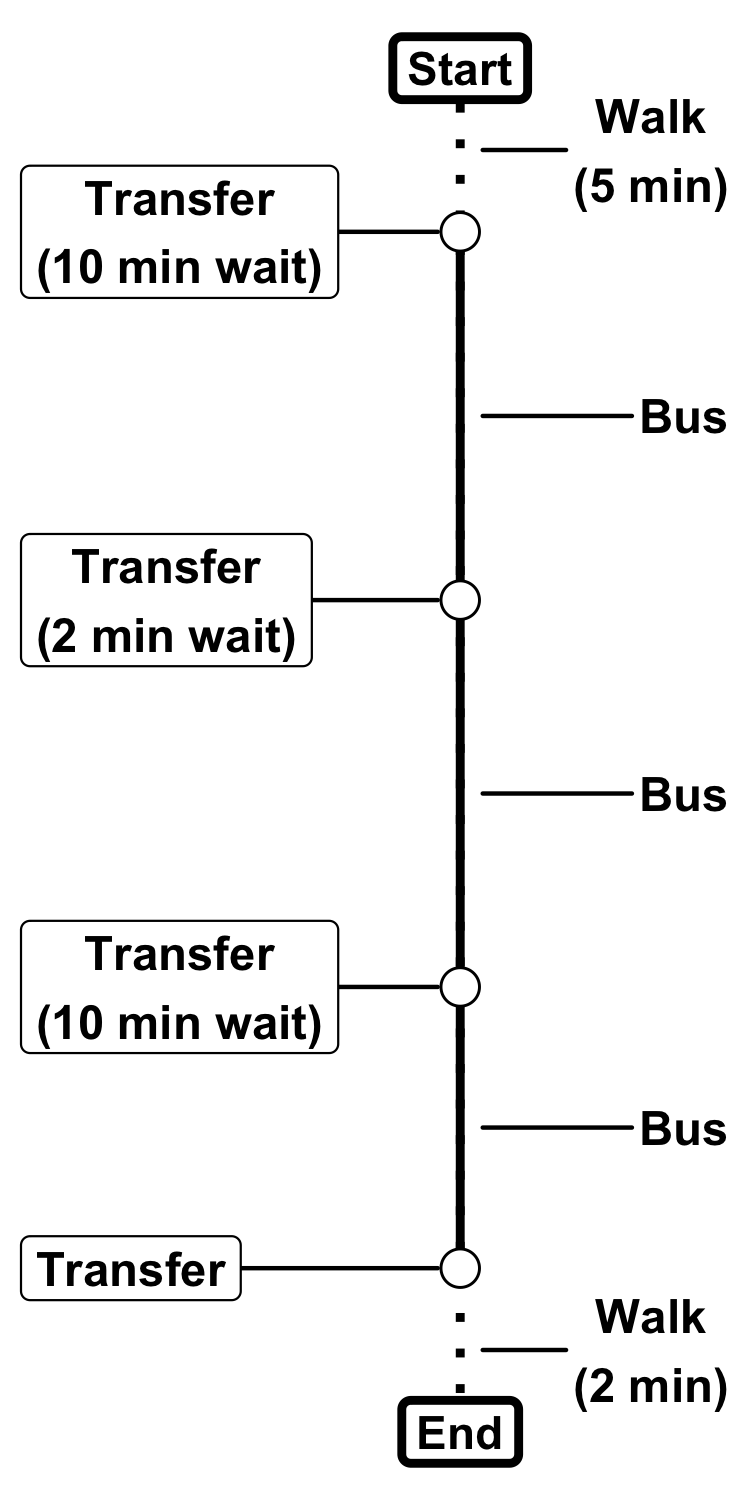 Start
Walk
(5 min)
Transfer
(10 min wait)
Bus
Transfer
(2 min wait)
Bus
Transfer
(10 min wait)
Bus
Transfer
Walk
(2 min)
End